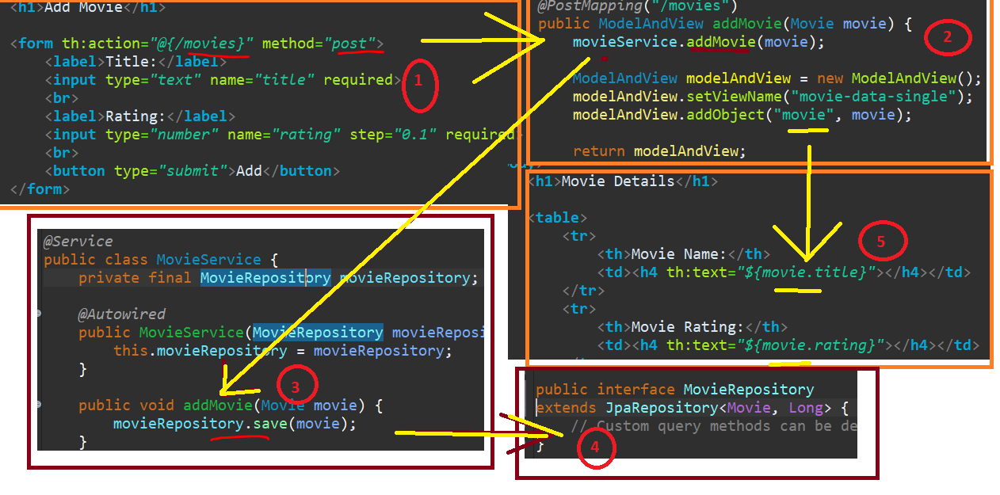 <h1>Add Movie</h1>
<form th:action="@{/movies}" method="post">
<label>Title:</label>
<input type="text" name="title" required>
<br>
<label>Rating:</label>
<input type="number" name="rating" step="0.1" required>
<br>
<button type="submit">Add</button>
</form>
1
@PostMapping("/movies")
public ModelAndView addMovie(Movie movie) {
movieService.addMovie(movie);
ModelAndView modelAndView = new ModelAndView();
modelAndView.setViewName("movie-data-single");
modelAndView.addObject("movie", movie);
return modelAndView;
2
@Service
public class MovieService {
private final MovieRepository movieRepository;
@Autowired
public MovieService(MovieRepository movieReposi
this.movieRepository = movieRepository;
}
public void addMovie(Movie movie) {
movieRepository.save(movie);
}
3
<h1>Movie Details</h1>
<table>
<tr>
<th>Movie Name:</th>
<td><h4 th:text="${movie.title}"></h4></td>
</tr>
<tr>
<th>Movie Rating:</th>
<td><h4 th:text="${movie.rating}"></h4></td>
5
public interface MovieRepository
extends JpaRepository<Movie, Long> {
// Custom query methods can be de
}
4